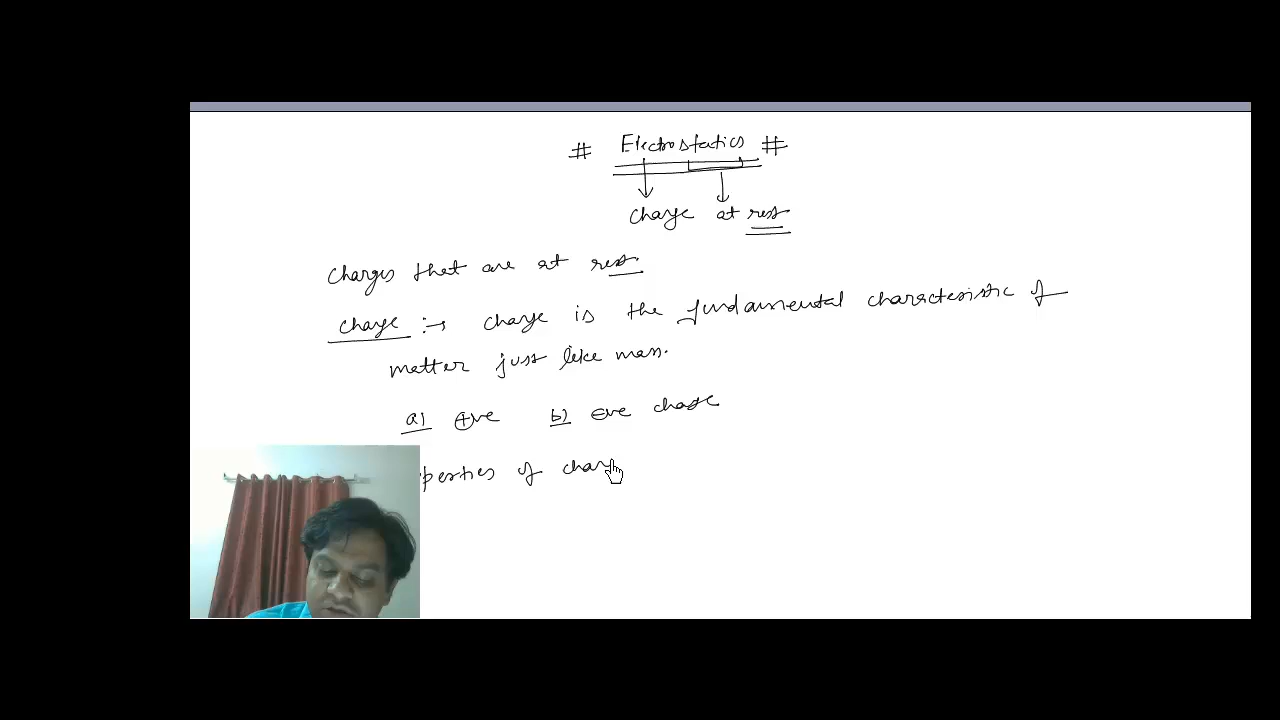 # Electrostatics #
charge at rest
charges that are at rest.
charge :→ charge is the fundamental characteristic of
matter just like mass.
a) ⊕ve b) ⊖ve charge
perties of char